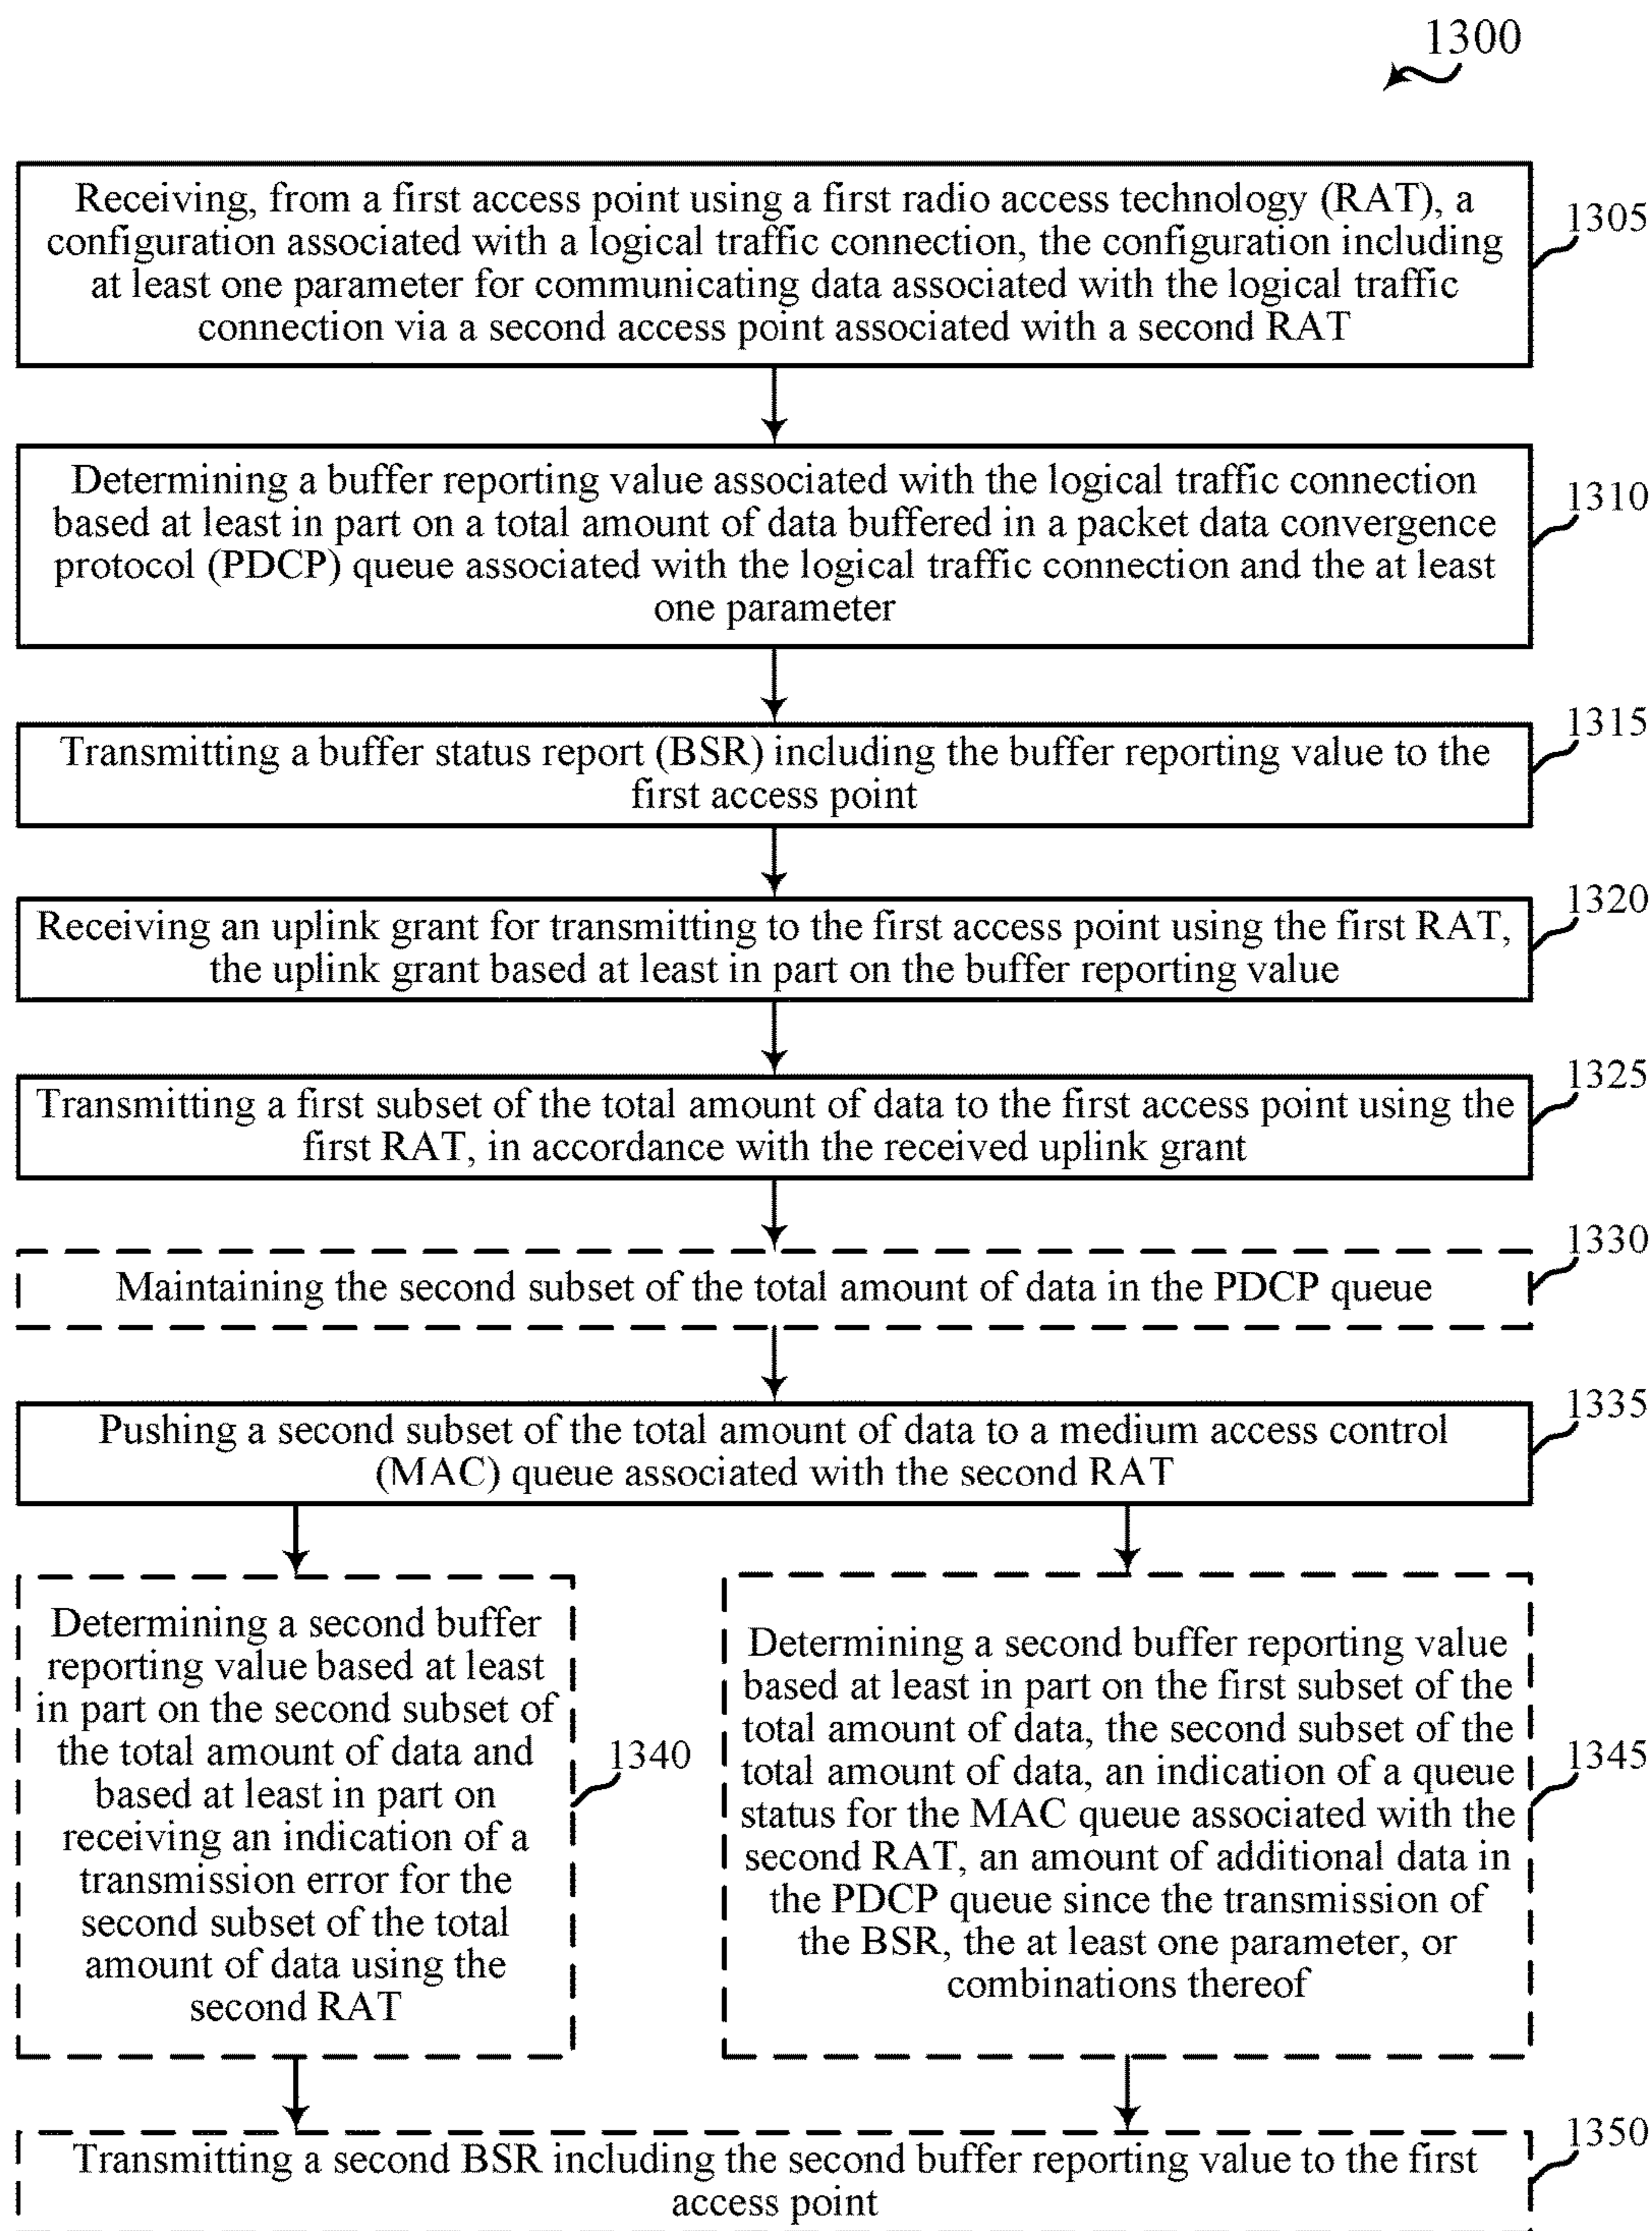 1300
Receiving, from a first access point using a first radio access technology (RAT), a
configuration associated with a logical traffic connection, the configuration including
at least one parameter for communicating data associated with the logical traffic
connection via a second access point associated with a second RAT
1305
Determining a buffer reporting value associated with the logical traffic connection
based at least in part on a total amount of data buffered in a packet data convergence
protocol (PDCP) queue associated with the logical traffic connection and the at least
one parameter
1310
Transmitting a buffer status report (BSR) including the buffer reporting value to the
first access point
1315
Receiving an uplink grant for transmitting to the first access point using the first RAT,
the uplink grant based at least in part on the buffer reporting value
1320
Transmitting a first subset of the total amount of data to the first access point using the
first RAT, in accordance with the received uplink grant
1325
Maintaining the second subset of the total amount of data in the PDCP queue
1330
Pushing a second subset of the total amount of data to a medium access control
(MAC) queue associated with the second RAT
1335
Determining a second buffer
reporting value based at least
in part on the second subset of
the total amount of data and
based at least in part on
receiving an indication of a
transmission error for the
second subset of the total
amount of data using the
second RAT
1340
Determining a second buffer reporting value
based at least in part on the first subset of the
total amount of data, the second subset of the
total amount of data, an indication of a queue
status for the MAC queue associated with the
second RAT, an amount of additional data in
the PDCP queue since the transmission of
the BSR, the at least one parameter, or
combinations thereof
1345
Transmitting a second BSR including the second buffer reporting value to the first
access point
1350